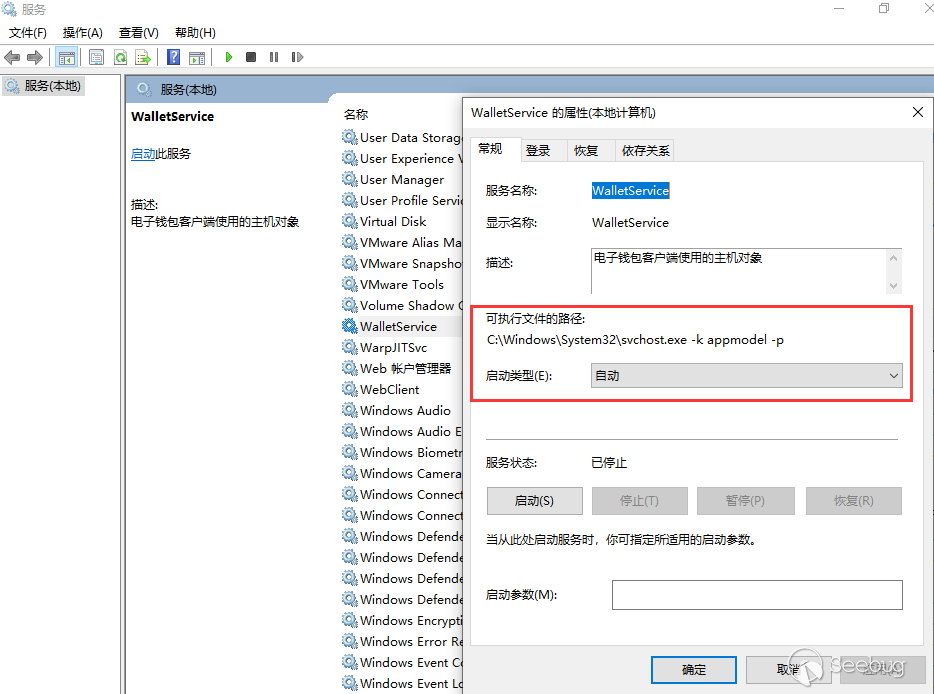 服务
文件(F) 操作(A) 查看(V) 帮助(H)
服务(本地)
服务(本地)
WalletService
启动此服务
描述:
电子钱包客户端使用的主机对象
名称
User Data Storag
User Experience
User Manager
User Profile Servic
Virtual Disk
VMware Alias Ma
VMware Snapsho
VMware Tools
Volume Shadow
WalletService
WarpJITSvc
Web 帐户管理器
WebClient
Windows Audio
Windows Audio E
Windows Biometr
Windows Camera
Windows Connect
Windows Connect
Windows Defende
Windows Defende
Windows Defende
Windows Defende
Windows Encrypti
Windows Error Re
Windows Event Co
Windows Event Lo
WalletService 的属性(本地计算机)
常规 登录 恢复 依存关系
服务名称: WalletService
显示名称: WalletService
描述: 电子钱包客户端使用的主机对象
可执行文件的路径:
C:\Windows\System32\svchost.exe -k appmodel -p
启动类型(E): 自动
服务状态: 已停止
启动(S) 停止(T) 暂停(P) 恢复(R)
当从此处启动服务时，你可指定所适用的启动参数。
启动参数(M):
确定 取消
Seebug